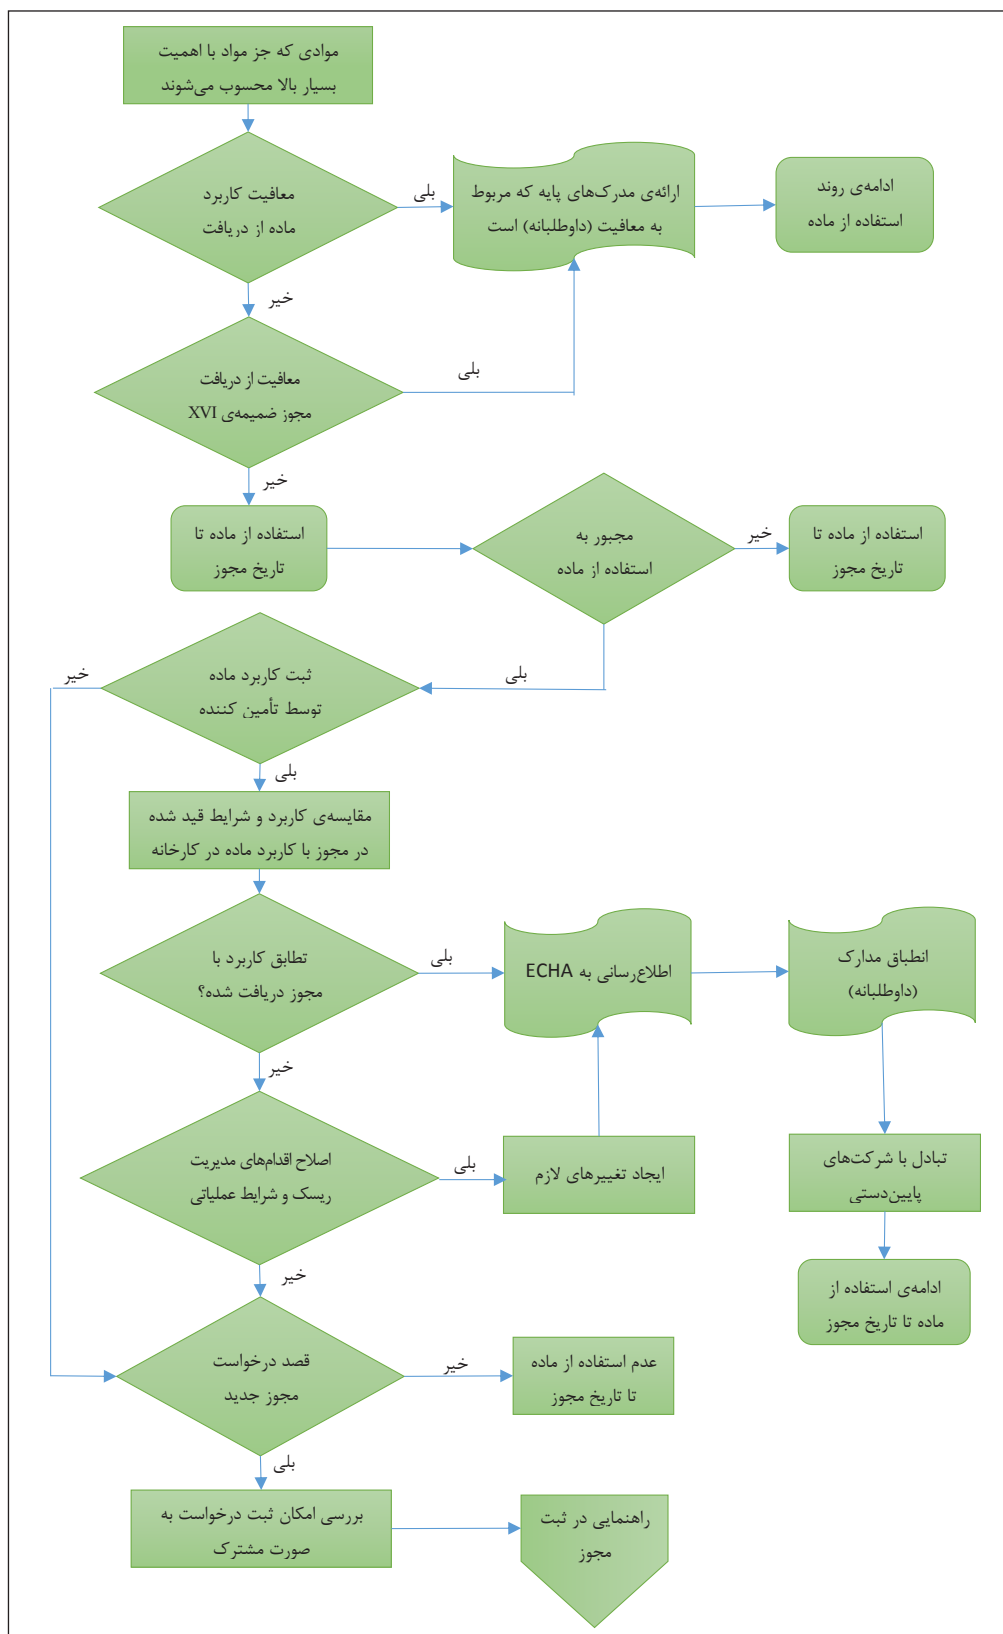 موادی که جز مواد با اهمیت
بسیار بالا محسوب می‌شوند
معافیت کاربرد
ماده از دریافت
بلی
ارائه‌ی مدرک‌های پایه که مربوط
به معافیت (داوطلبانه) است
ادامه‌ی روند
استفاده از ماده
خیر
معافیت از دریافت
مجوز ضمیمه‌ی XVI
بلی
خیر
استفاده از ماده تا
تاریخ مجوز
مجبور به
استفاده از ماده
خیر
استفاده از ماده تا
تاریخ مجوز
بلی
ثبت کاربرد ماده
توسط تأمین کننده
خیر
بلی
مقایسه‌ی کاربرد و شرایط قید شده
در مجوز با کاربرد ماده در کارخانه
تطابق کاربرد با
مجوز دریافت شده؟
بلی
اطلاع‌رسانی به ECHA
انطباق مدارک
(داوطلبانه)
خیر
اصلاح اقدام‌های مدیریت
ریسک و شرایط عملیاتی
بلی
ایجاد تغییرهای لازم
تبادل با شرکت‌های
پایین‌دستی
ادامه‌ی استفاده از
ماده تا تاریخ مجوز
خیر
قصد درخواست
مجوز جدید
خیر
عدم استفاده از ماده
تا تاریخ مجوز
بلی
بررسی امکان ثبت درخواست به
صورت مشترک
راهنمایی در ثبت
مجوز